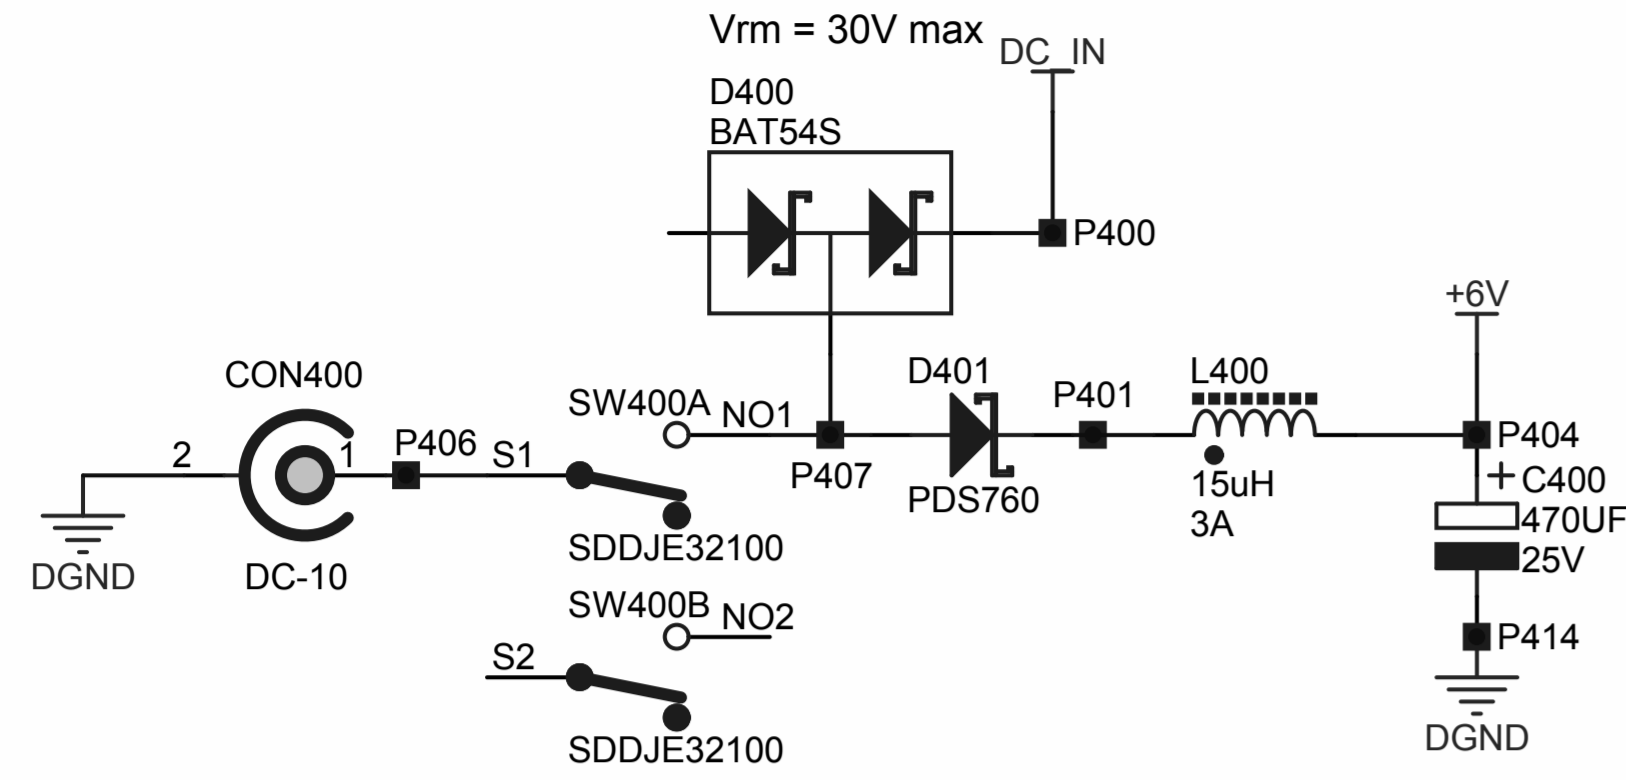 Vrm = 30V max
DC_IN
D400
BAT54S
P400
+6V
CON400
D401
L400
SW400A
NO1
P401
2
1
P406
S1
P407
P404
PDS760
15uH
3A
+
C400
470UF
25V
SDDJE32100
DGND
DC-10
SW400B
NO2
P414
S2
SDDJE32100
DGND